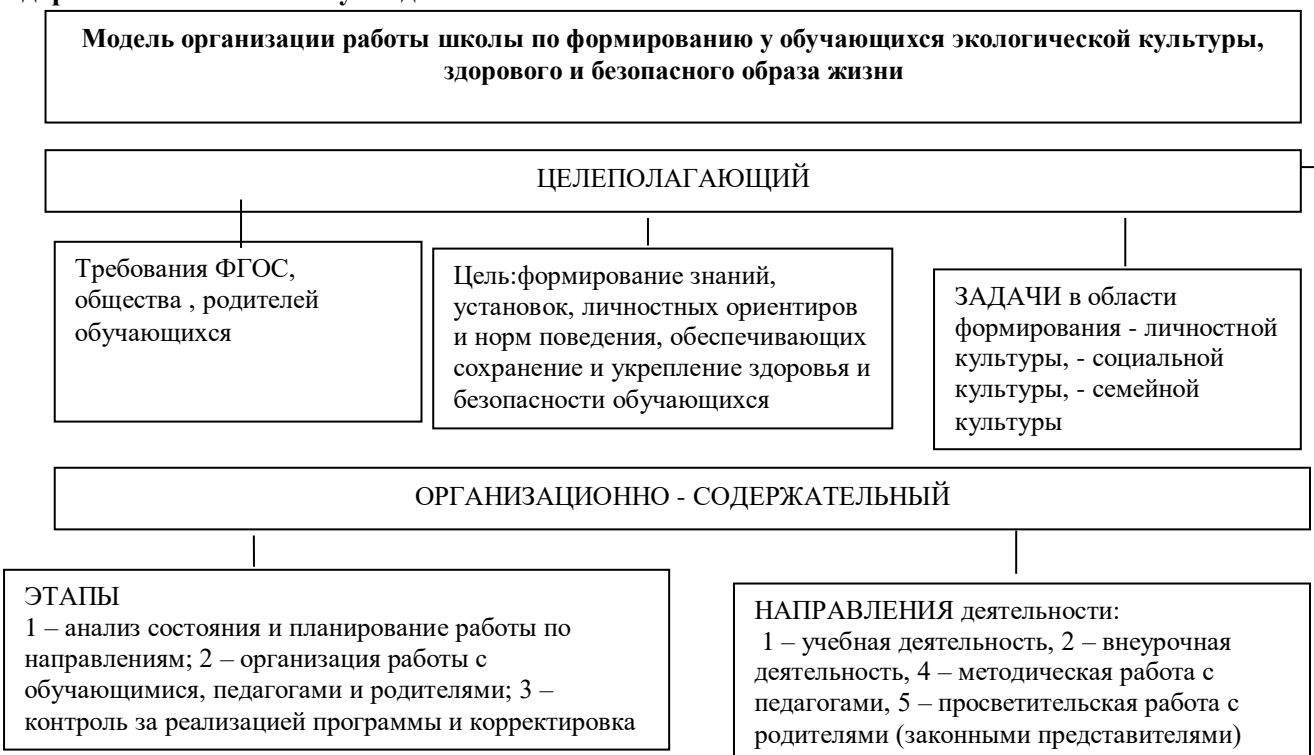 Модель организации работы школы по формированию у обучающихся экологической культуры,
здорового и безопасного образа жизни
ЦЕЛЕПОЛАГАЮЩИЙ
Требования ФГОС,
общества , родителей
обучающихся
Цель:формирование знаний,
установок, личностных ориентиров
и норм поведения, обеспечивающих
сохранение и укрепление здоровья и
безопасности обучающихся
ЗАДАЧИ в области
формирования - личностной
культуры, - социальной
культуры, - семейной
культуры
ОРГАНИЗАЦИОННО - СОДЕРЖАТЕЛЬНЫЙ
ЭТАПЫ
1 – анализ состояния и планирование работы по
направлениям; 2 – организация работы с
обучающимися, педагогами и родителями; 3 –
контроль за реализацией программы и корректировка
НАПРАВЛЕНИЯ деятельности:
1 – учебная деятельность, 2 – внеурочная
деятельность, 4 – методическая работа с
педагогами, 5 – просветительская работа с
родителями (законными представителями)